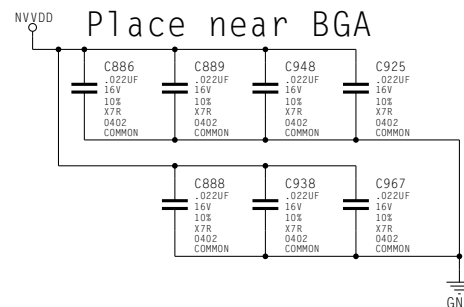 NVVDD
Place near BGA
C886
.022UF
16V
10%
X7R
0402
COMMON
C889
.022UF
16V
10%
X7R
0402
COMMON
C948
.022UF
16V
10%
X7R
0402
COMMON
C925
.022UF
16V
10%
X7R
0402
COMMON
C888
.022UF
16V
10%
X7R
0402
COMMON
C938
.022UF
16V
10%
X7R
0402
COMMON
C967
.022UF
16V
10%
X7R
0402
COMMON
GN